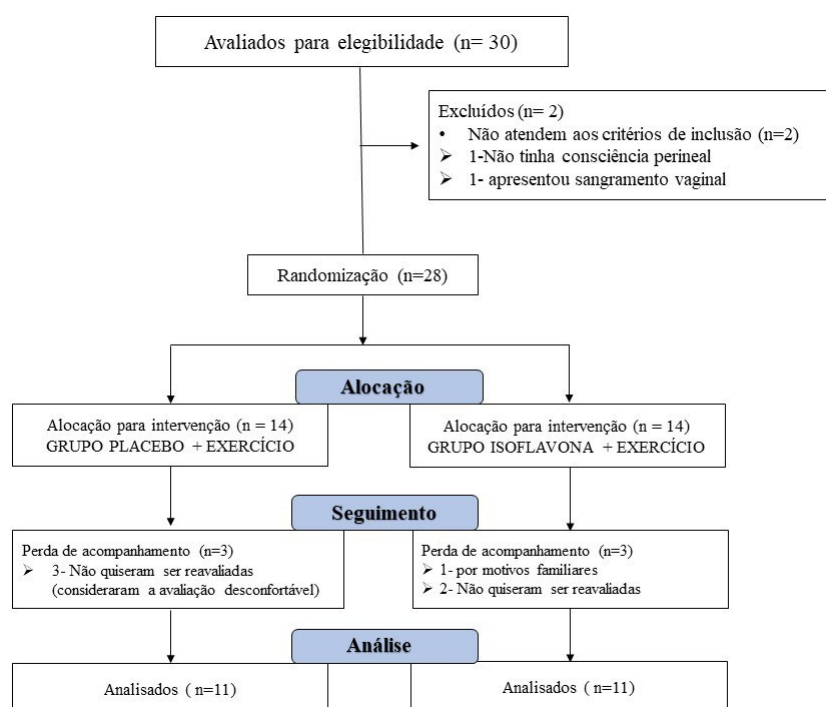 Avaliados para elegibilidade (n= 30)
Excluídos (n= 2)
• Não atendem aos critérios de inclusão (n=2)
➢ 1-Não tinha consciência perineal
➢ 1- apresentou sangramento vaginal
Randomização (n=28)
Alocação
Alocação para intervenção (n = 14)
GRUPO PLACEBO + EXERCÍCIO
Alocação para intervenção (n = 14)
GRUPO ISOFLAVONA + EXERCÍCIO
Seguimento
Perda de acompanhamento (n=3)
➢ 3- Não quiseram ser reavaliadas
(consideraram a avaliação desconfortável)
Perda de acompanhamento (n=3)
➢ 1- por motivos familiares
➢ 2- Não quiseram ser reavaliadas
Análise
Analisados ( n=11)
Analisados (n=11)